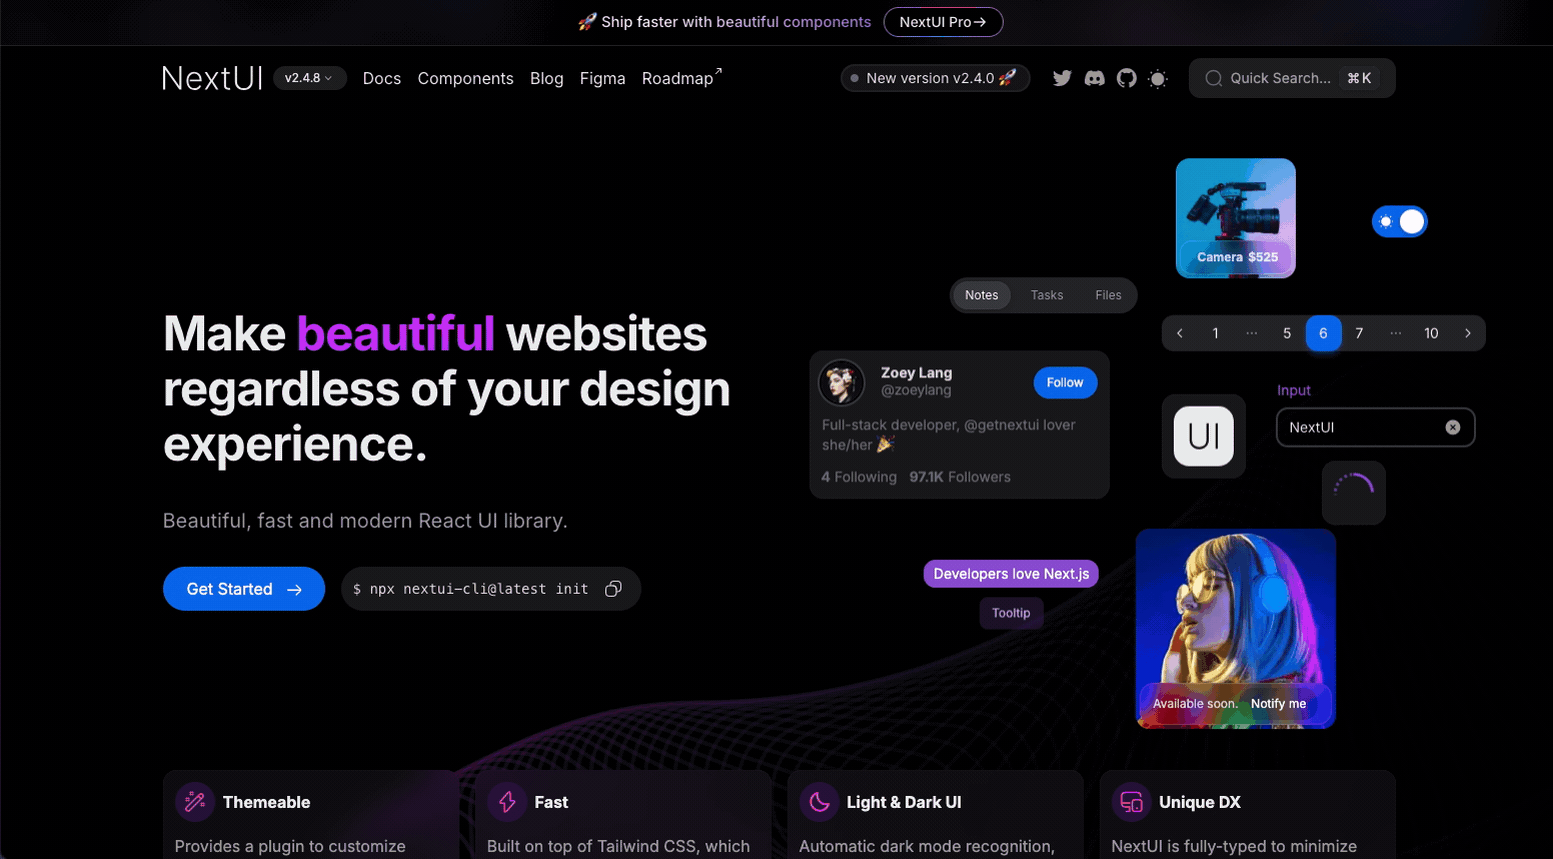 🚀 Ship faster with beautiful components NextUI Pro→
NextUI v2.4.8 Docs Components Blog Figma Roadmap↗ New version v2.4.0 🚀 Quick Search... ⌘K
Make beautiful websites
regardless of your design
experience.
Beautiful, fast and modern React UI library.
Get Started →
$ npx nextui-cli@latest init
Camera $525
Notes Tasks Files
1 ... 5 6 7 ... 10
Zoey Lang
@zoeylang
Follow
Full-stack developer, @getnextui lover
she/her 🎉
4 Following 97.1K Followers
UI
Input
NextUI
Developers love Next.js
Tooltip
Available soon. Notify me
Themeable
Provides a plugin to customize
Fast
Built on top of Tailwind CSS, which
Light & Dark UI
Automatic dark mode recognition,
Unique DX
NextUI is fully-typed to minimize